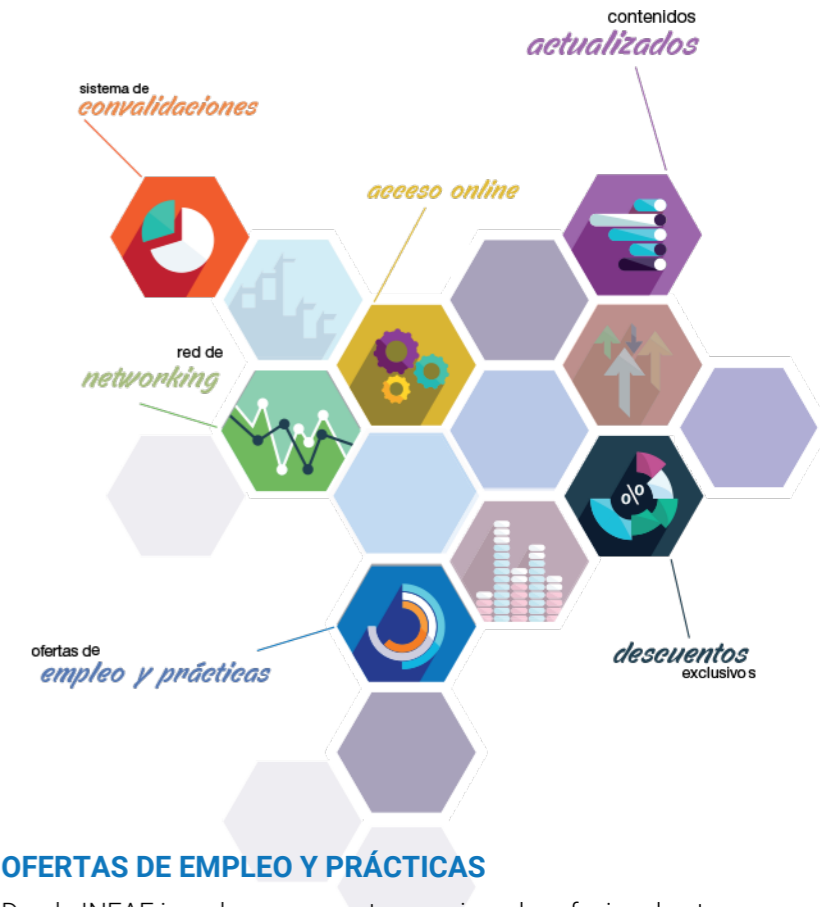 contenidos
actualizados
sistema de
convalidaciones
acceso online
red de
networking
%
ofertas de
empleo y prácticas
descuentos
exclusivos
OFERTAS DE EMPLEO Y PRÁCTICAS